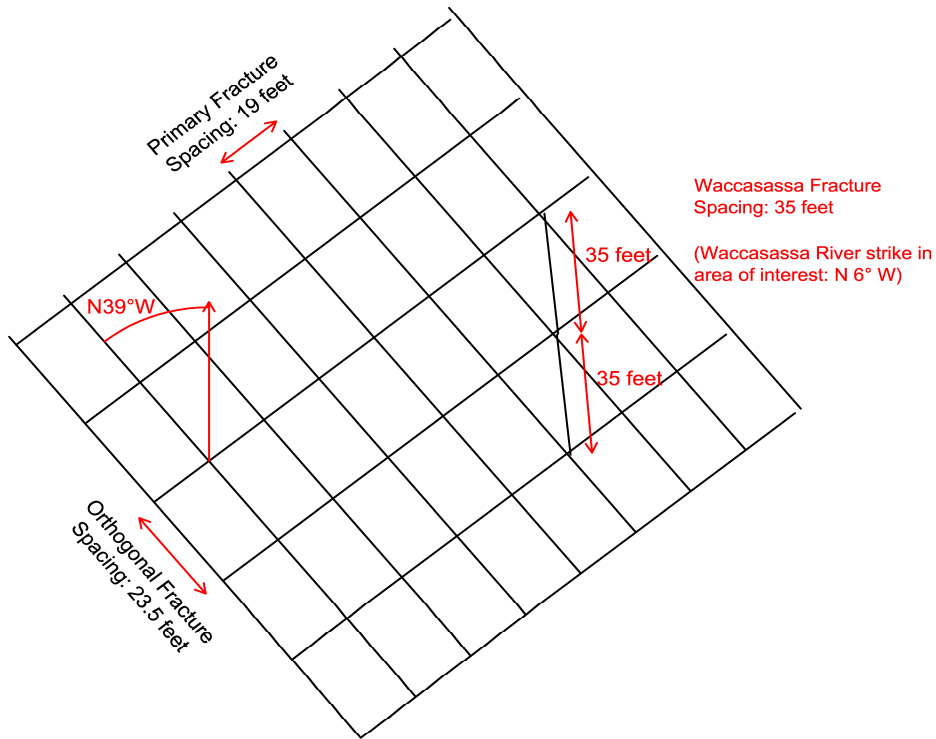 Primary Fracture
Spacing: 19 feet
Waccasassa Fracture
Spacing: 35 feet
(Waccasassa River strike in
area of interest: N 6° W)
35 feet
N39°W
35 feet
Orthogonal Fracture
Spacing: 23.5 feet